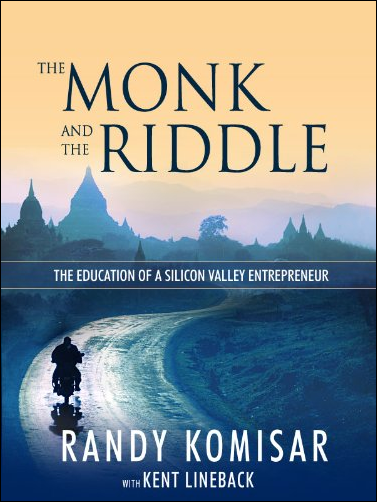 THE
MONK
AND
THE
RIDDLE
THE EDUCATION OF A SILICON VALLEY ENTREPRENEUR
RANDY KOMISAR
WITH KENT LINEBACK